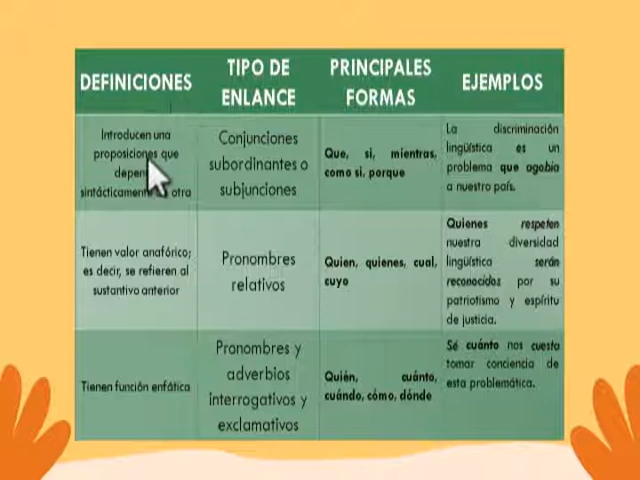 DEFINICIONES
TIPO DE
ENLANCE
PRINCIPALES
FORMAS
EJEMPLOS
Introducen una
proposiciones que
depen
sintácticamen otra
Conjunciones
subordinantes o
subjunciones
Que, si, mientras,
como si, porque
La discriminación
lingüística es un
problema que agobia
a nuestro país.
Tienen valor anafórico;
es decir, se refieren al
sustantivo anterior
Pronombres
relativos
Quien, quienes, cual,
cuyo
Quienes respeten
nuestra diversidad
lingüística serán
reconocidos por su
patriotismo y espíritu
de justicia.
Tienen función enfática
Pronombres y
adverbios
interrogativos y
exclamativos
Quién, cuánto,
cuándo, cómo, dónde
Sé cuánto nos cuesta
tomar conciencia de
esta problemática.